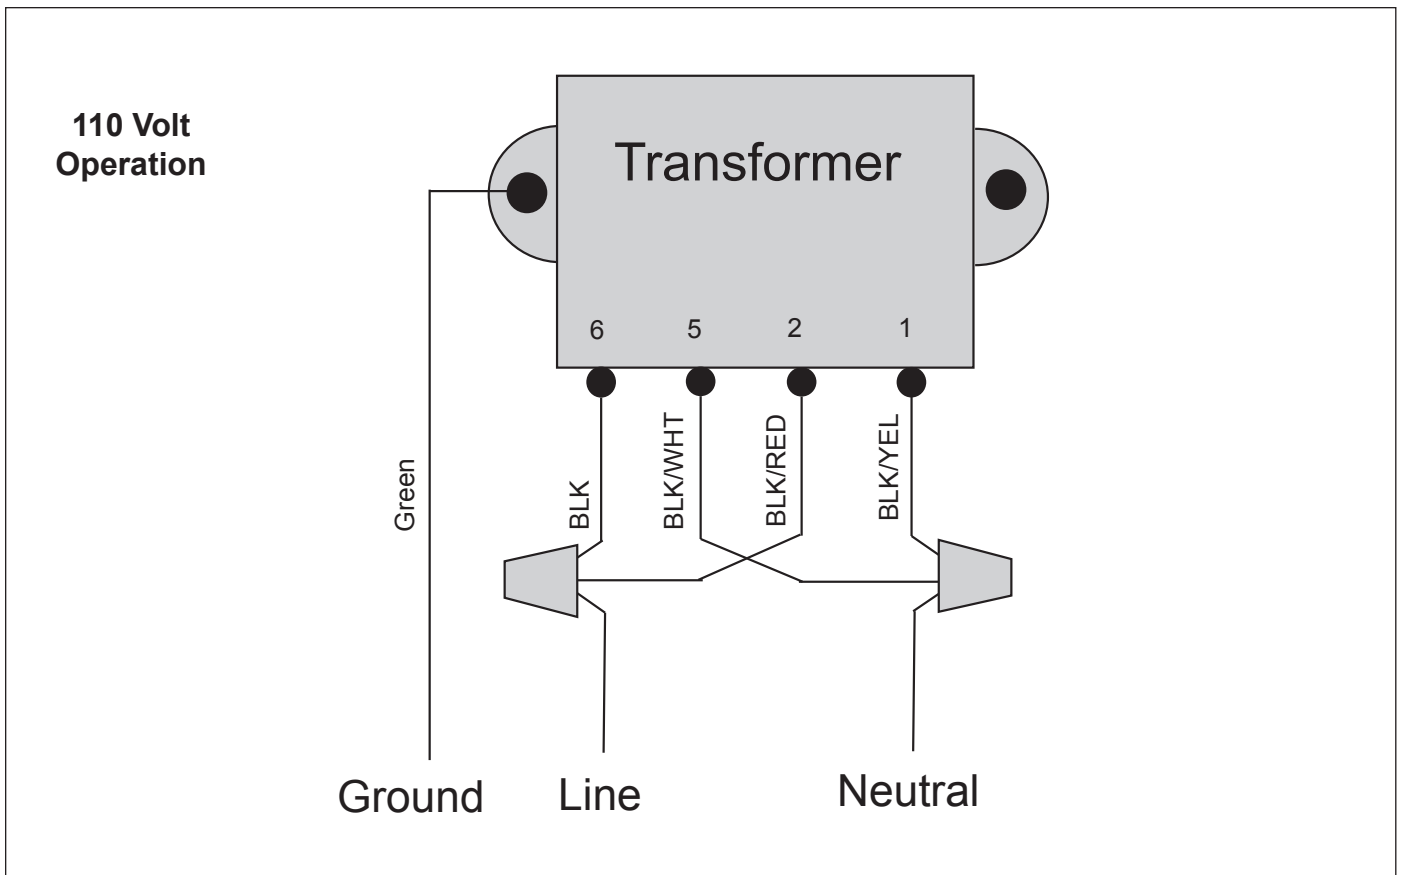 110 Volt
Operation
Transformer
6 5 2 1
Green
BLK
BLK/WHT
BLK/RED
BLK/YEL
Ground Line Neutral